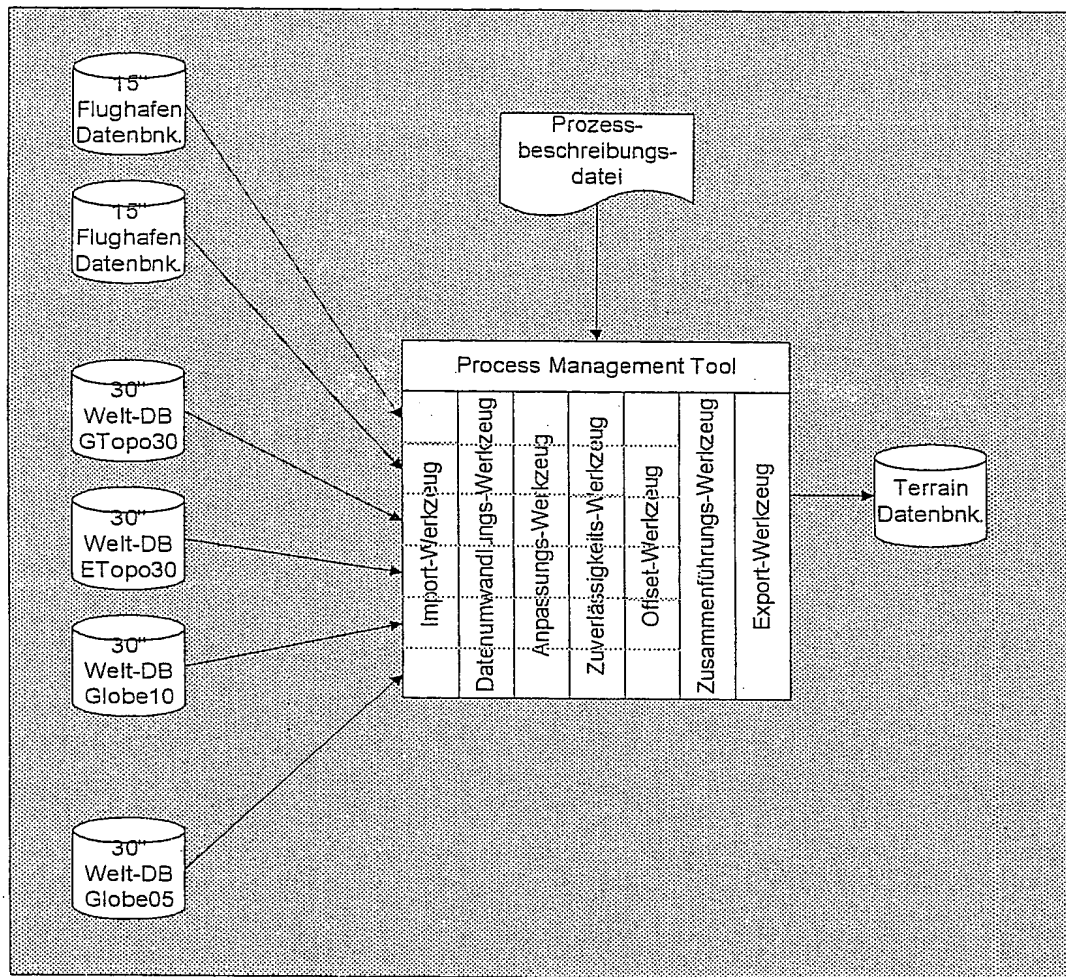 15"
Flughafen
Datenbnk.
15"
Flughafen
Datenbnk.
30"
Welt-DB
GTopo30
30"
Welt-DB
ETopo30
30"
Welt-DB
Globe10
30"
Welt-DB
Globe05
Prozess-
beschreibungs-
datei
Process Management Tool
Import-Werkzeug
Datenumwandlungs-Werkzeug
Anpassungs-Werkzeug
Zuverlässigkeits-Werkzeug
Offset-Werkzeug
Zusammenführungs-Werkzeug
Export-Werkzeug
Terrain
Datenbnk.